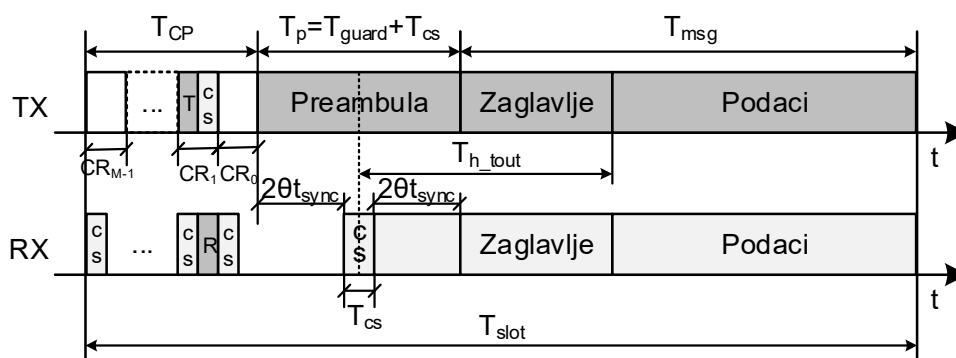 T_CP T_p=T_guard+T_cs T_msg
TX ... T cs Preambula Zaglavlje Podaci
t
CR_M-1 CR_1 CR_0 T_h_tout
2θt_sync 2θt_sync
RX cs ... cs R cs cs Zaglavlje Podaci
t
T_cs
T_slot